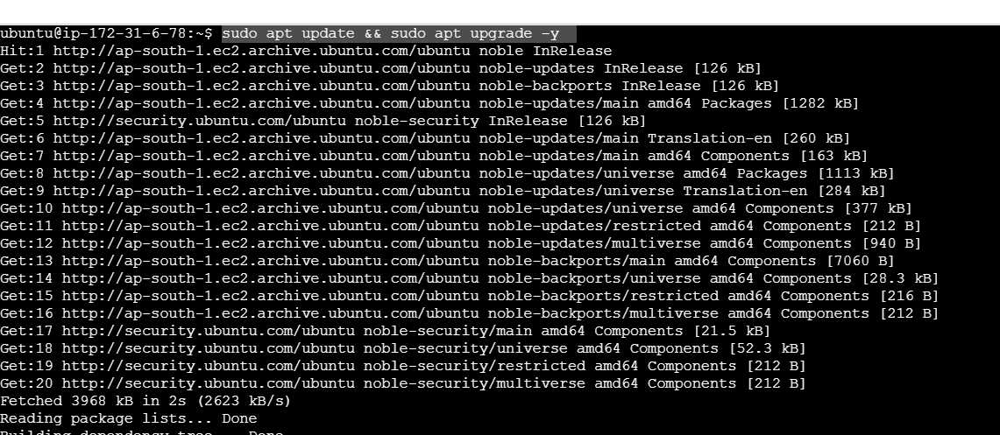 ubuntu@ip-172-31-6-78:~$ sudo apt update && sudo apt upgrade -y
Hit:1 http://ap-south-1.ec2.archive.ubuntu.com/ubuntu noble InRelease
Get:2 http://ap-south-1.ec2.archive.ubuntu.com/ubuntu noble-updates InRelease [126 kB]
Get:3 http://ap-south-1.ec2.archive.ubuntu.com/ubuntu noble-backports InRelease [126 kB]
Get:4 http://ap-south-1.ec2.archive.ubuntu.com/ubuntu noble-updates/main amd64 Packages [1282 kB]
Get:5 http://security.ubuntu.com/ubuntu noble-security InRelease [126 kB]
Get:6 http://ap-south-1.ec2.archive.ubuntu.com/ubuntu noble-updates/main Translation-en [260 kB]
Get:7 http://ap-south-1.ec2.archive.ubuntu.com/ubuntu noble-updates/main amd64 Components [163 kB]
Get:8 http://ap-south-1.ec2.archive.ubuntu.com/ubuntu noble-updates/universe amd64 Packages [1113 kB]
Get:9 http://ap-south-1.ec2.archive.ubuntu.com/ubuntu noble-updates/universe Translation-en [284 kB]
Get:10 http://ap-south-1.ec2.archive.ubuntu.com/ubuntu noble-updates/universe amd64 Components [377 kB]
Get:11 http://ap-south-1.ec2.archive.ubuntu.com/ubuntu noble-updates/restricted amd64 Components [212 B]
Get:12 http://ap-south-1.ec2.archive.ubuntu.com/ubuntu noble-updates/multiverse amd64 Components [940 B]
Get:13 http://ap-south-1.ec2.archive.ubuntu.com/ubuntu noble-backports/main amd64 Components [7060 B]
Get:14 http://ap-south-1.ec2.archive.ubuntu.com/ubuntu noble-backports/universe amd64 Components [28.3 kB]
Get:15 http://ap-south-1.ec2.archive.ubuntu.com/ubuntu noble-backports/restricted amd64 Components [216 B]
Get:16 http://ap-south-1.ec2.archive.ubuntu.com/ubuntu noble-backports/multiverse amd64 Components [212 B]
Get:17 http://security.ubuntu.com/ubuntu noble-security/main amd64 Components [21.5 kB]
Get:18 http://security.ubuntu.com/ubuntu noble-security/universe amd64 Components [52.3 kB]
Get:19 http://security.ubuntu.com/ubuntu noble-security/restricted amd64 Components [212 B]
Get:20 http://security.ubuntu.com/ubuntu noble-security/multiverse amd64 Components [212 B]
Fetched 3968 kB in 2s (2623 kB/s)
Reading package lists... Done
Building dependency tree... Done